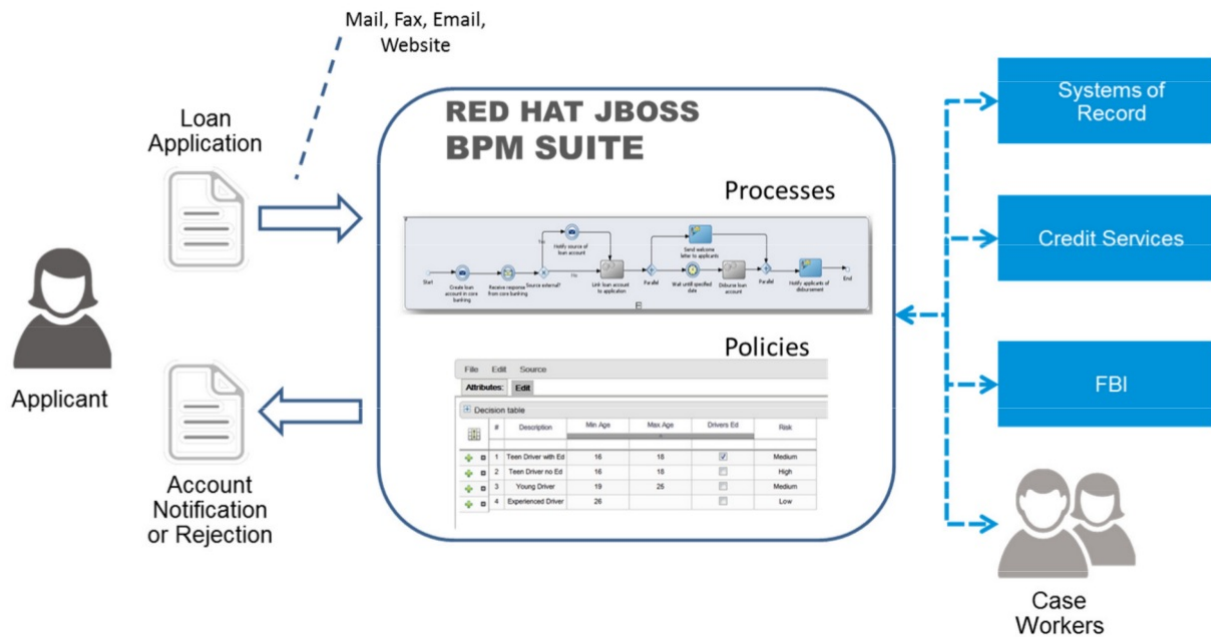 Mail, Fax, Email,
Website
Loan
Application
Applicant
Account
Notification
or Rejection
RED HAT JBOSS
BPM SUITE
Processes
Start
Create loan
account in core
banking
Receive response
from core banking
Source external?
Yes
No
Notify source of
loan account
Link loan account
to application
Parallel
Send welcome
letter to applicants
Wait untill specified
date
Disburse loan
account
Parallel
Notify applicants of
disbursement
End
Policies
File Edit Source
Attributes: Edit
Decision table
# Description Min Age Max Age Drivers Ed Risk
1 Teen Driver with Ed 16 18 Medium
2 Teen Driver no Ed 16 18 High
3 Young Driver 19 25 Medium
4 Experienced Driver 26 Low
Systems of
Record
Credit Services
FBI
Case
Workers